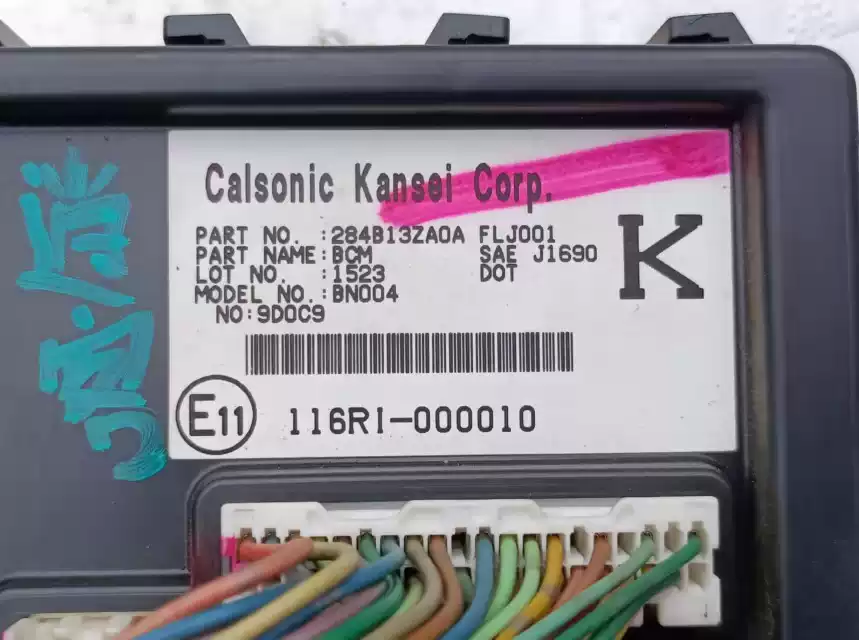 Calsonic Kansei Corp.
PART NO. :284B13ZA0A FLJ001
PART NAME:BCM SAE J1690
LOT NO. :1523 DOT
MODEL NO.:BN004
NO:9D0C9
K
E11 116RI-000010